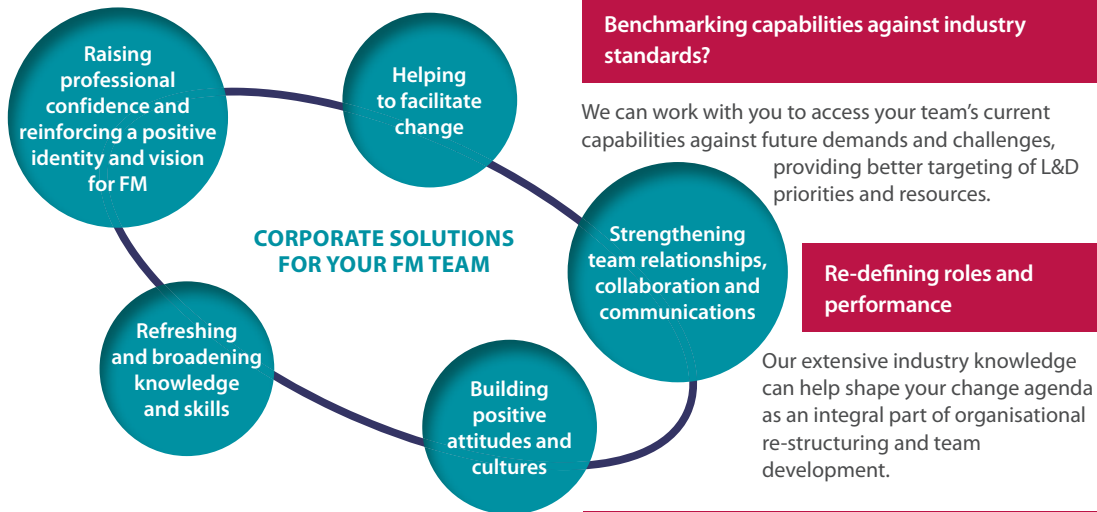 Raising
professional
confidence and
reinforcing a positive
identity and vision
for FM
Helping
to facilitate
change
CORPORATE SOLUTIONS
FOR YOUR FM TEAM
Strengthening
team relationships,
collaboration and
communications
Refreshing
and broadening
knowledge
and skills
Building
positive
attitudes and
cultures
Benchmarking capabilities against industry
standards?
We can work with you to access your team’s current
capabilities against future demands and challenges,
providing better targeting of L&D
priorities and resources.
Re-defining roles and
performance
Our extensive industry knowledge
can help shape your change agenda
as an integral part of organisational
re-structuring and team
development.